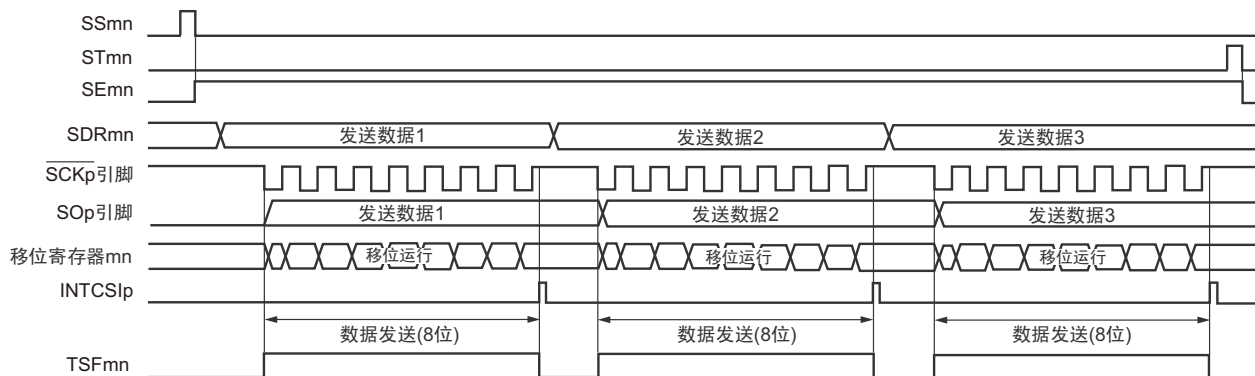 SSmn
STmn
SEmn
SDRmn 发送数据1 发送数据2 发送数据3
SCKp引脚
SOp引脚 发送数据1 发送数据2 发送数据3
移位寄存器mn 移位运行 移位运行 移位运行
INTCSIp
数据发送(8位) 数据发送(8位) 数据发送(8位)
TSFmn